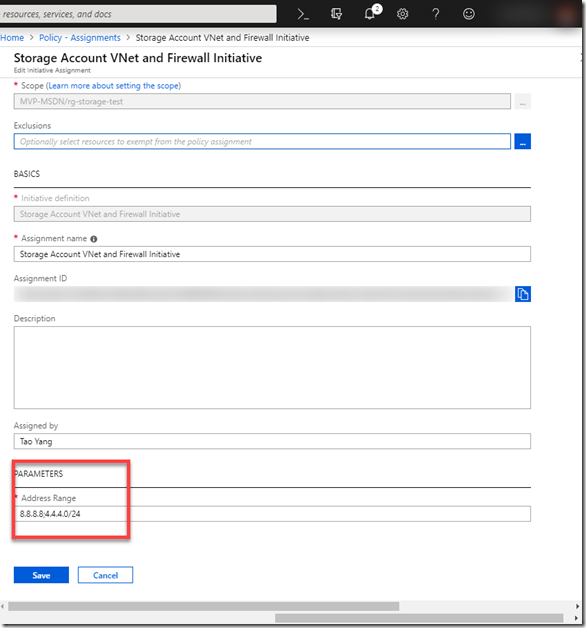 resources, services, and docs
2
Home > Policy - Assignments > Storage Account VNet and Firewall Initiative
Storage Account VNet and Firewall Initiative
Edit Initiative Assignment
* Scope (Learn more about setting the scope)
MVP-MSDN/rg-storage-test
...
Exclusions
Optionally select resources to exempt from the policy assignment
...
BASICS
* Initiative definition
Storage Account VNet and Firewall Initiative
* Assignment name
Storage Account VNet and Firewall Initiative
Assignment ID
Description
Assigned by
Tao Yang
PARAMETERS
* Address Range
8.8.8.8;4.4.4.0/24
Save Cancel